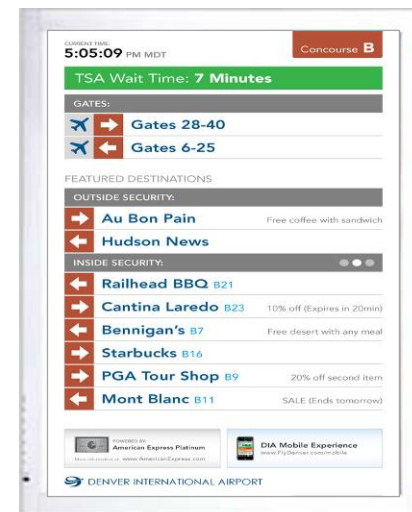 CURRENT TIME:
5:05:09 PM MDT
Concourse B
TSA Wait Time: 7 Minutes
GATES:
Gates 28-40
Gates 6-25
FEATURED DESTINATIONS
OUTSIDE SECURITY:
Au Bon Pain Free coffee with sandwich
Hudson News
INSIDE SECURITY:
Railhead BBQ B21
Cantina Laredo B23 10% off (Expires in 20min)
Bennigan's B7 Free desert with any meal
Starbucks B16
PGA Tour Shop B9 20% off second item
Mont Blanc B11 SALE (Ends tomorrow)
POWERED BY
American Express Platinum
www.AmericanExpress.com
DIA Mobile Experience
www.FlyDenver.com/mobile
DENVER INTERNATIONAL AIRPORT